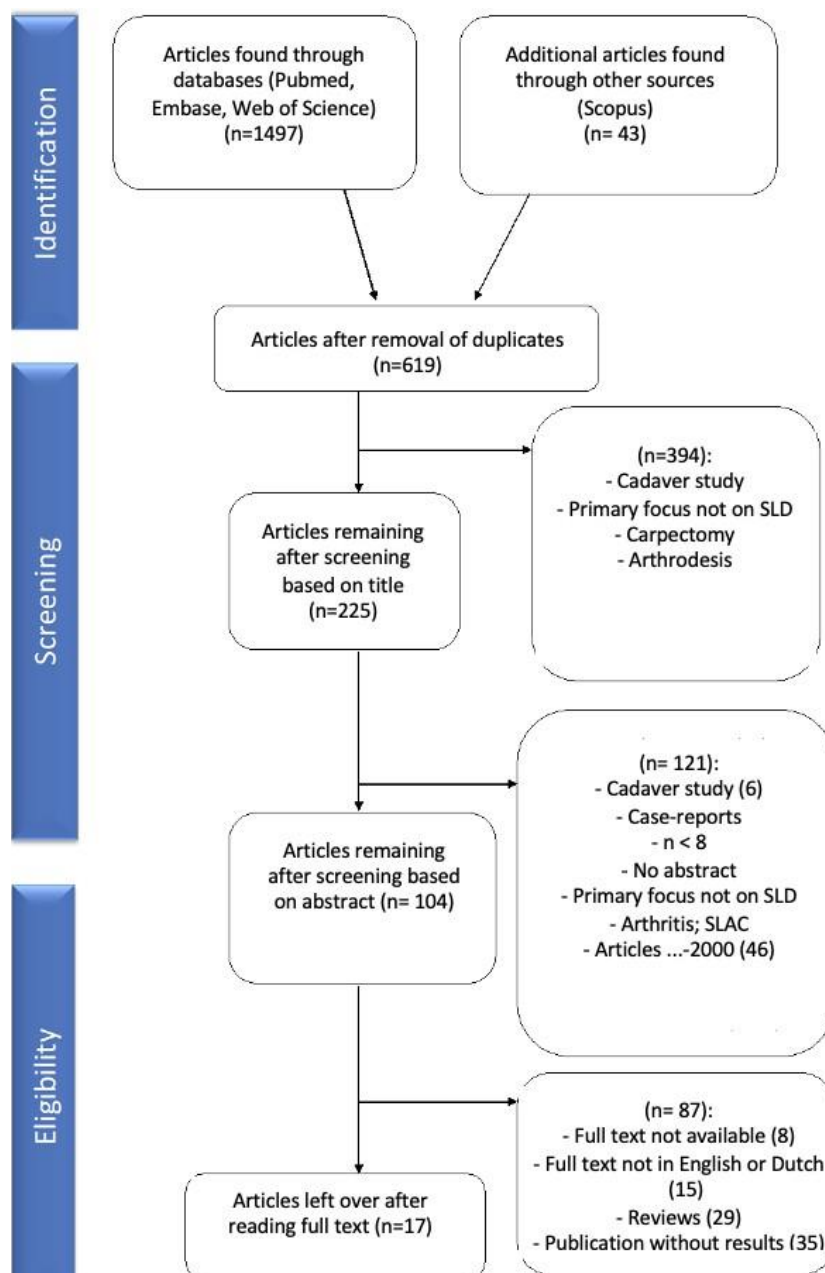 Identification
Articles found through
databases (Pubmed,
Embase, Web of Science)
(n=1497)
Additional articles found
through other sources
(Scopus)
(n= 43)
Articles after removal of duplicates
(n=619)
Screening
(n=394):
- Cadaver study
- Primary focus not on SLD
- Carpectomy
- Arthrodesis
Articles remaining
after screening
based on title
(n=225)
(n= 121):
- Cadaver study (6)
- Case-reports
- n < 8
- No abstract
- Primary focus not on SLD
- Arthritis; SLAC
- Articles ...-2000 (46)
Articles remaining
after screening based
on abstract (n= 104)
Eligibility
(n= 87):
- Full text not available (8)
- Full text not in English or Dutch
(15)
- Reviews (29)
- Publication without results (35)
Articles left over after
reading full text (n=17)